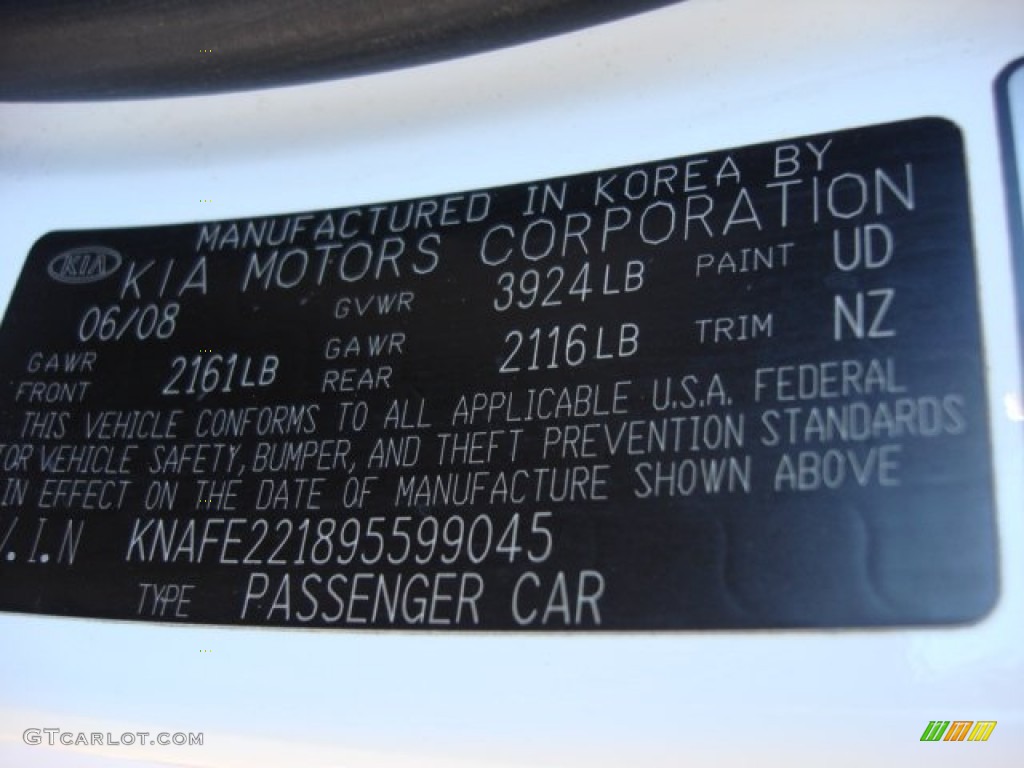 MANUFACTURED IN KOREA BY
KIA KIA MOTORS CORPORATION
06/08 GVWR 3924LB PAINT UD
GAWR FRONT 2161LB GAWR REAR 2116LB TRIM NZ
THIS VEHICLE CONFORMS TO ALL APPLICABLE U.S.A. FEDERAL
TOR VEHICLE SAFETY, BUMPER, AND THEFT PREVENTION STANDARDS
IN EFFECT ON THE DATE OF MANUFACTURE SHOWN ABOVE
V.I.N KNAFE221895599045
TYPE PASSENGER CAR
GTCARLOT.COM